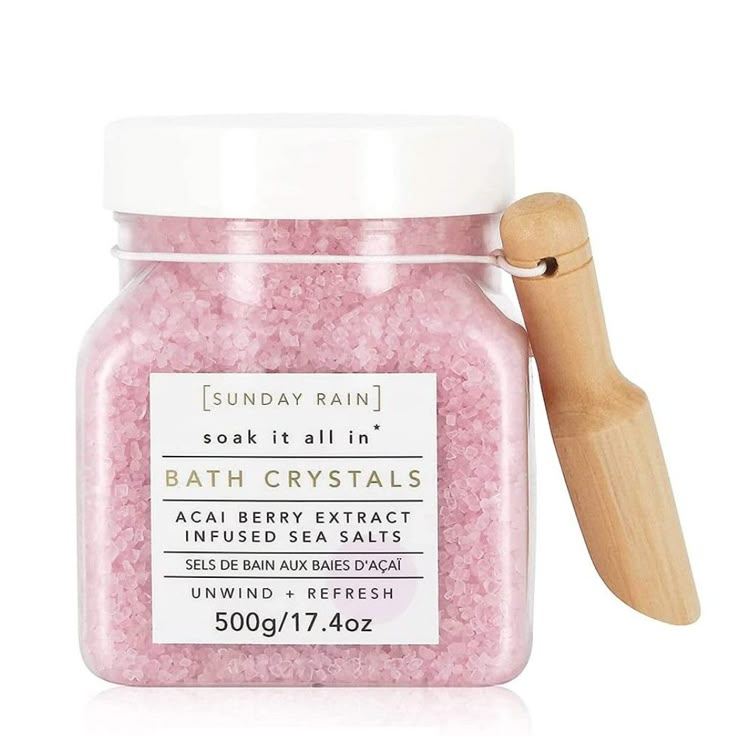 [SUNDAY RAIN]
soak it all in*
BATH CRYSTALS
ACAI BERRY EXTRACT
INFUSED SEA SALTS
SELS DE BAIN AUX BAIES D'AÇAÏ
UNWIND + REFRESH
500g/17.4oz